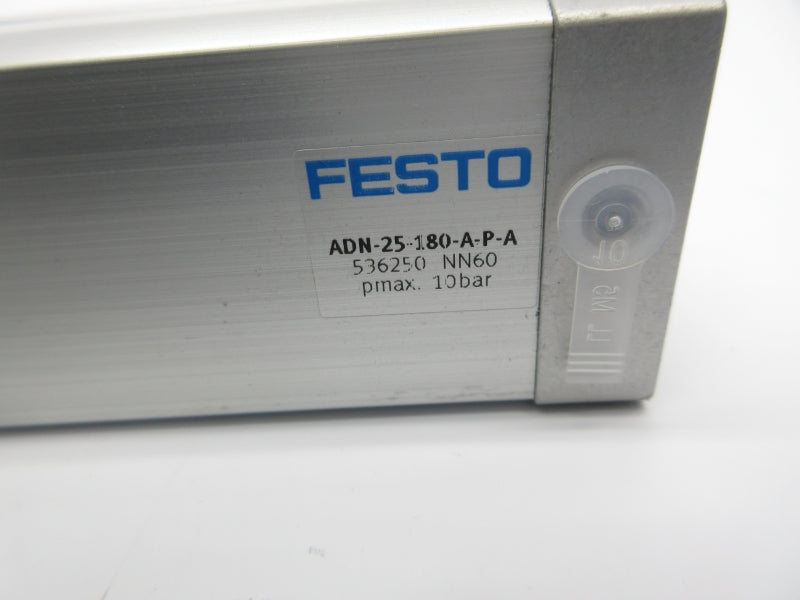 FESTO
ADN-25-180-A-P-A
536250 NN60
pmax. 10bar